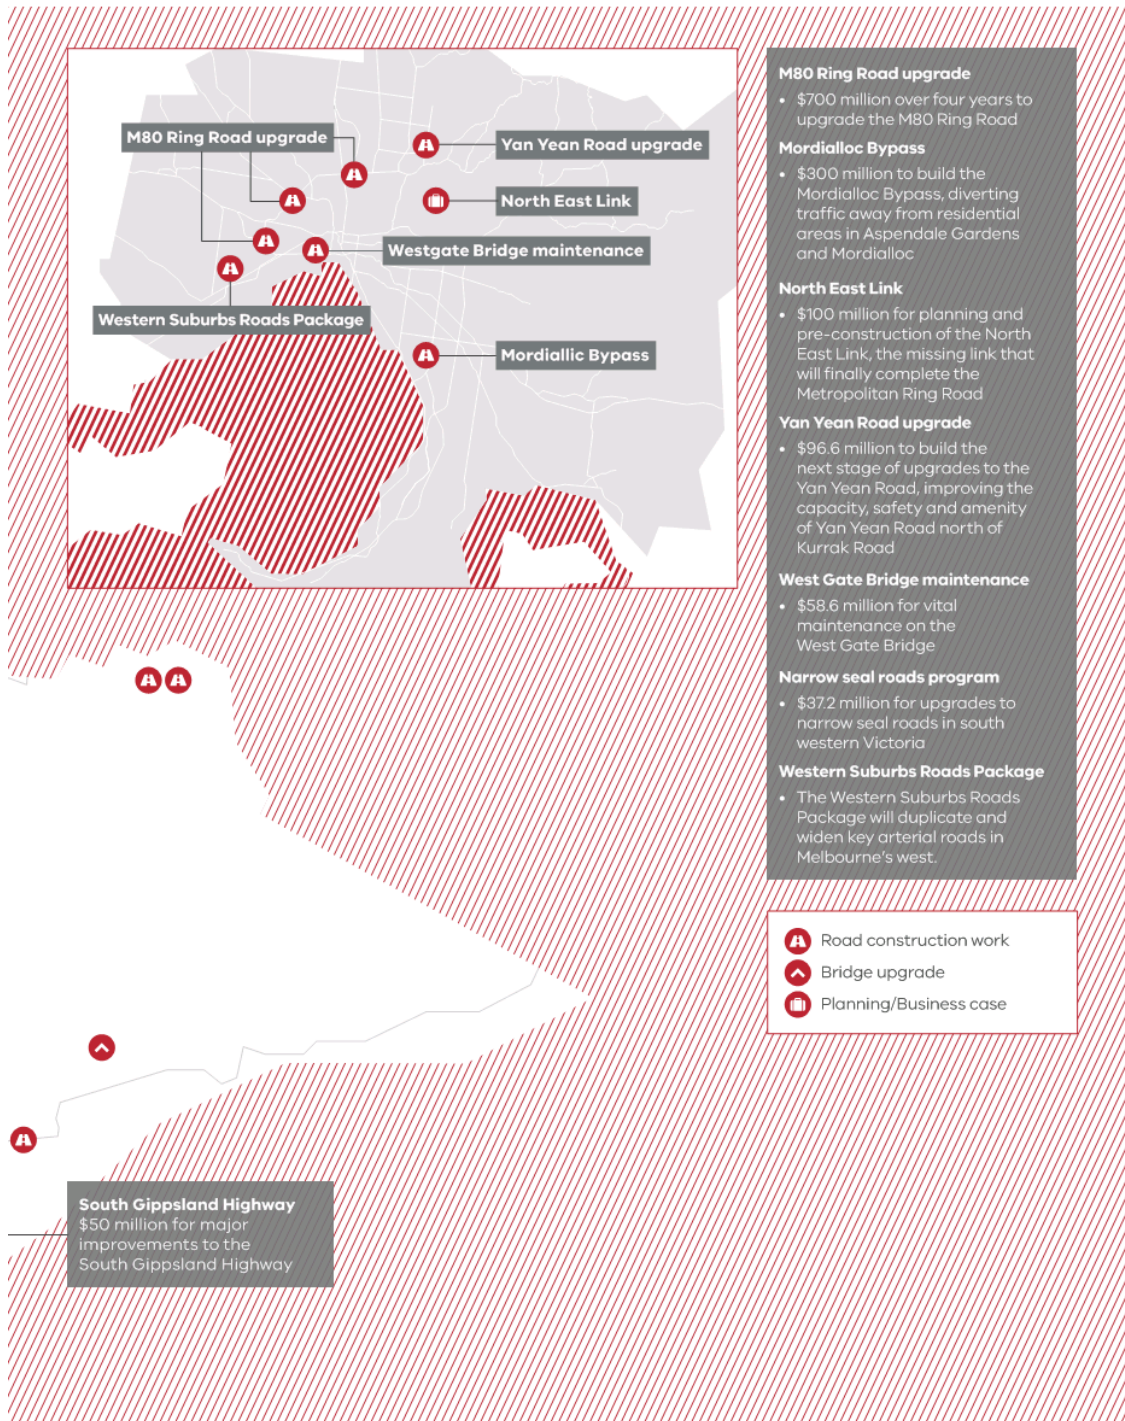 M80 Ring Road upgrade
Yan Yean Road upgrade
North East Link
Westgate Bridge maintenance
Western Suburbs Roads Package
Mordiallic Bypass
M80 Ring Road upgrade
• $700 million over four years to
upgrade the M80 Ring Road
Mordialloc Bypass
• $300 million to build the
Mordialloc Bypass, diverting
traffic away from residential
areas in Aspendale Gardens
and Mordialloc
North East Link
• $100 million for planning and
pre-construction of the North
East Link, the missing link that
will finally complete the
Metropolitan Ring Road
Yan Yean Road upgrade
• $96.6 million to build the
next stage of upgrades to the
Yan Yean Road, improving the
capacity, safety and amenity
of Yan Yean Road north of
Kurrak Road
West Gate Bridge maintenance
• $58.6 million for vital
maintenance on the
West Gate Bridge
Narrow seal roads program
• $37.2 million for upgrades to
narrow seal roads in south
western Victoria
Western Suburbs Roads Package
• The Western Suburbs Roads
Package will duplicate and
widen key arterial roads in
Melbourne's west.
Road construction work
Bridge upgrade
Planning/Business case
South Gippsland Highway
$50 million for major
improvements to the
South Gippsland Highway